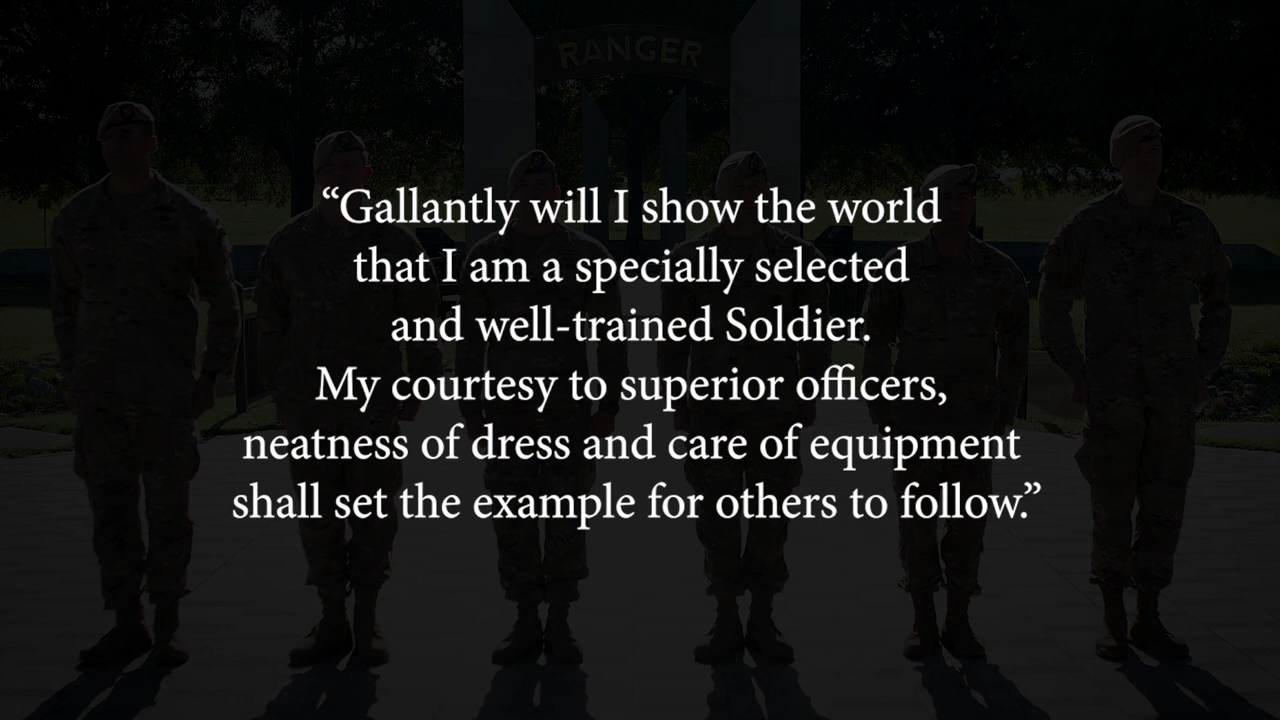 RANGER
“Gallantly will I show the world
that I am a specially selected
and well-trained Soldier.
My courtesy to superior officers,
neatness of dress and care of equipment
shall set the example for others to follow.”